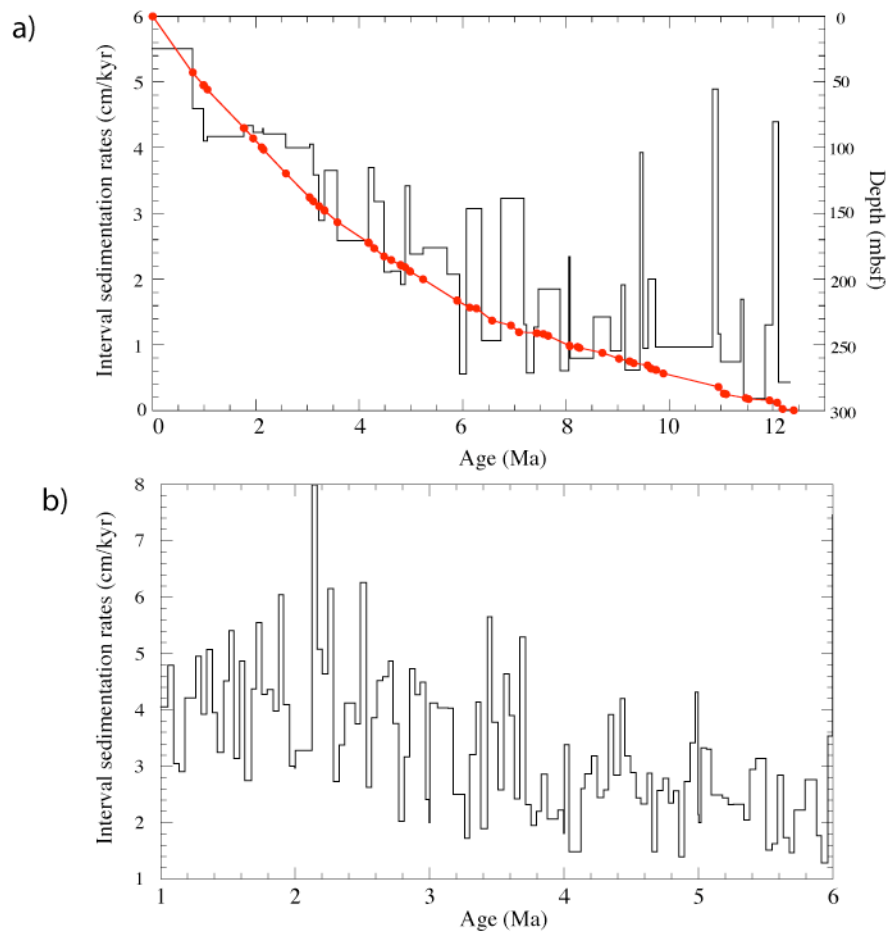 a)
Interval sedimentation rates (cm/kyr)
6
5
4
3
2
1
0
0
50
100
150
200
250
300
Depth (mbsf)
0 2 4 6 8 10 12
Age (Ma)
b)
Interval sedimentation rates (cm/kyr)
8
7
6
5
4
3
2
1
1 2 3 4 5 6
Age (Ma)